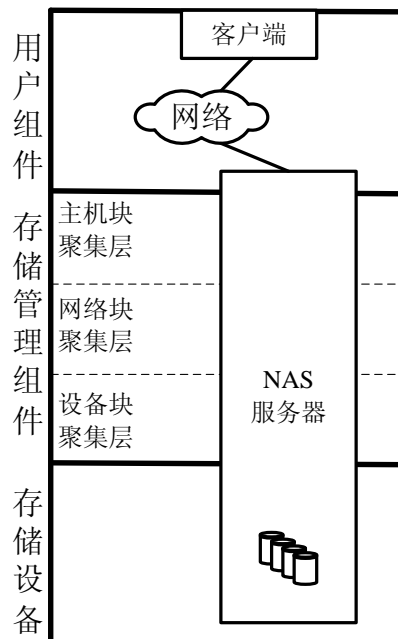 用户组件
客户端
网络
存储管理组件
主机块
聚集层
网络块
聚集层
设备块
聚集层
NAS
服务器
存储设备